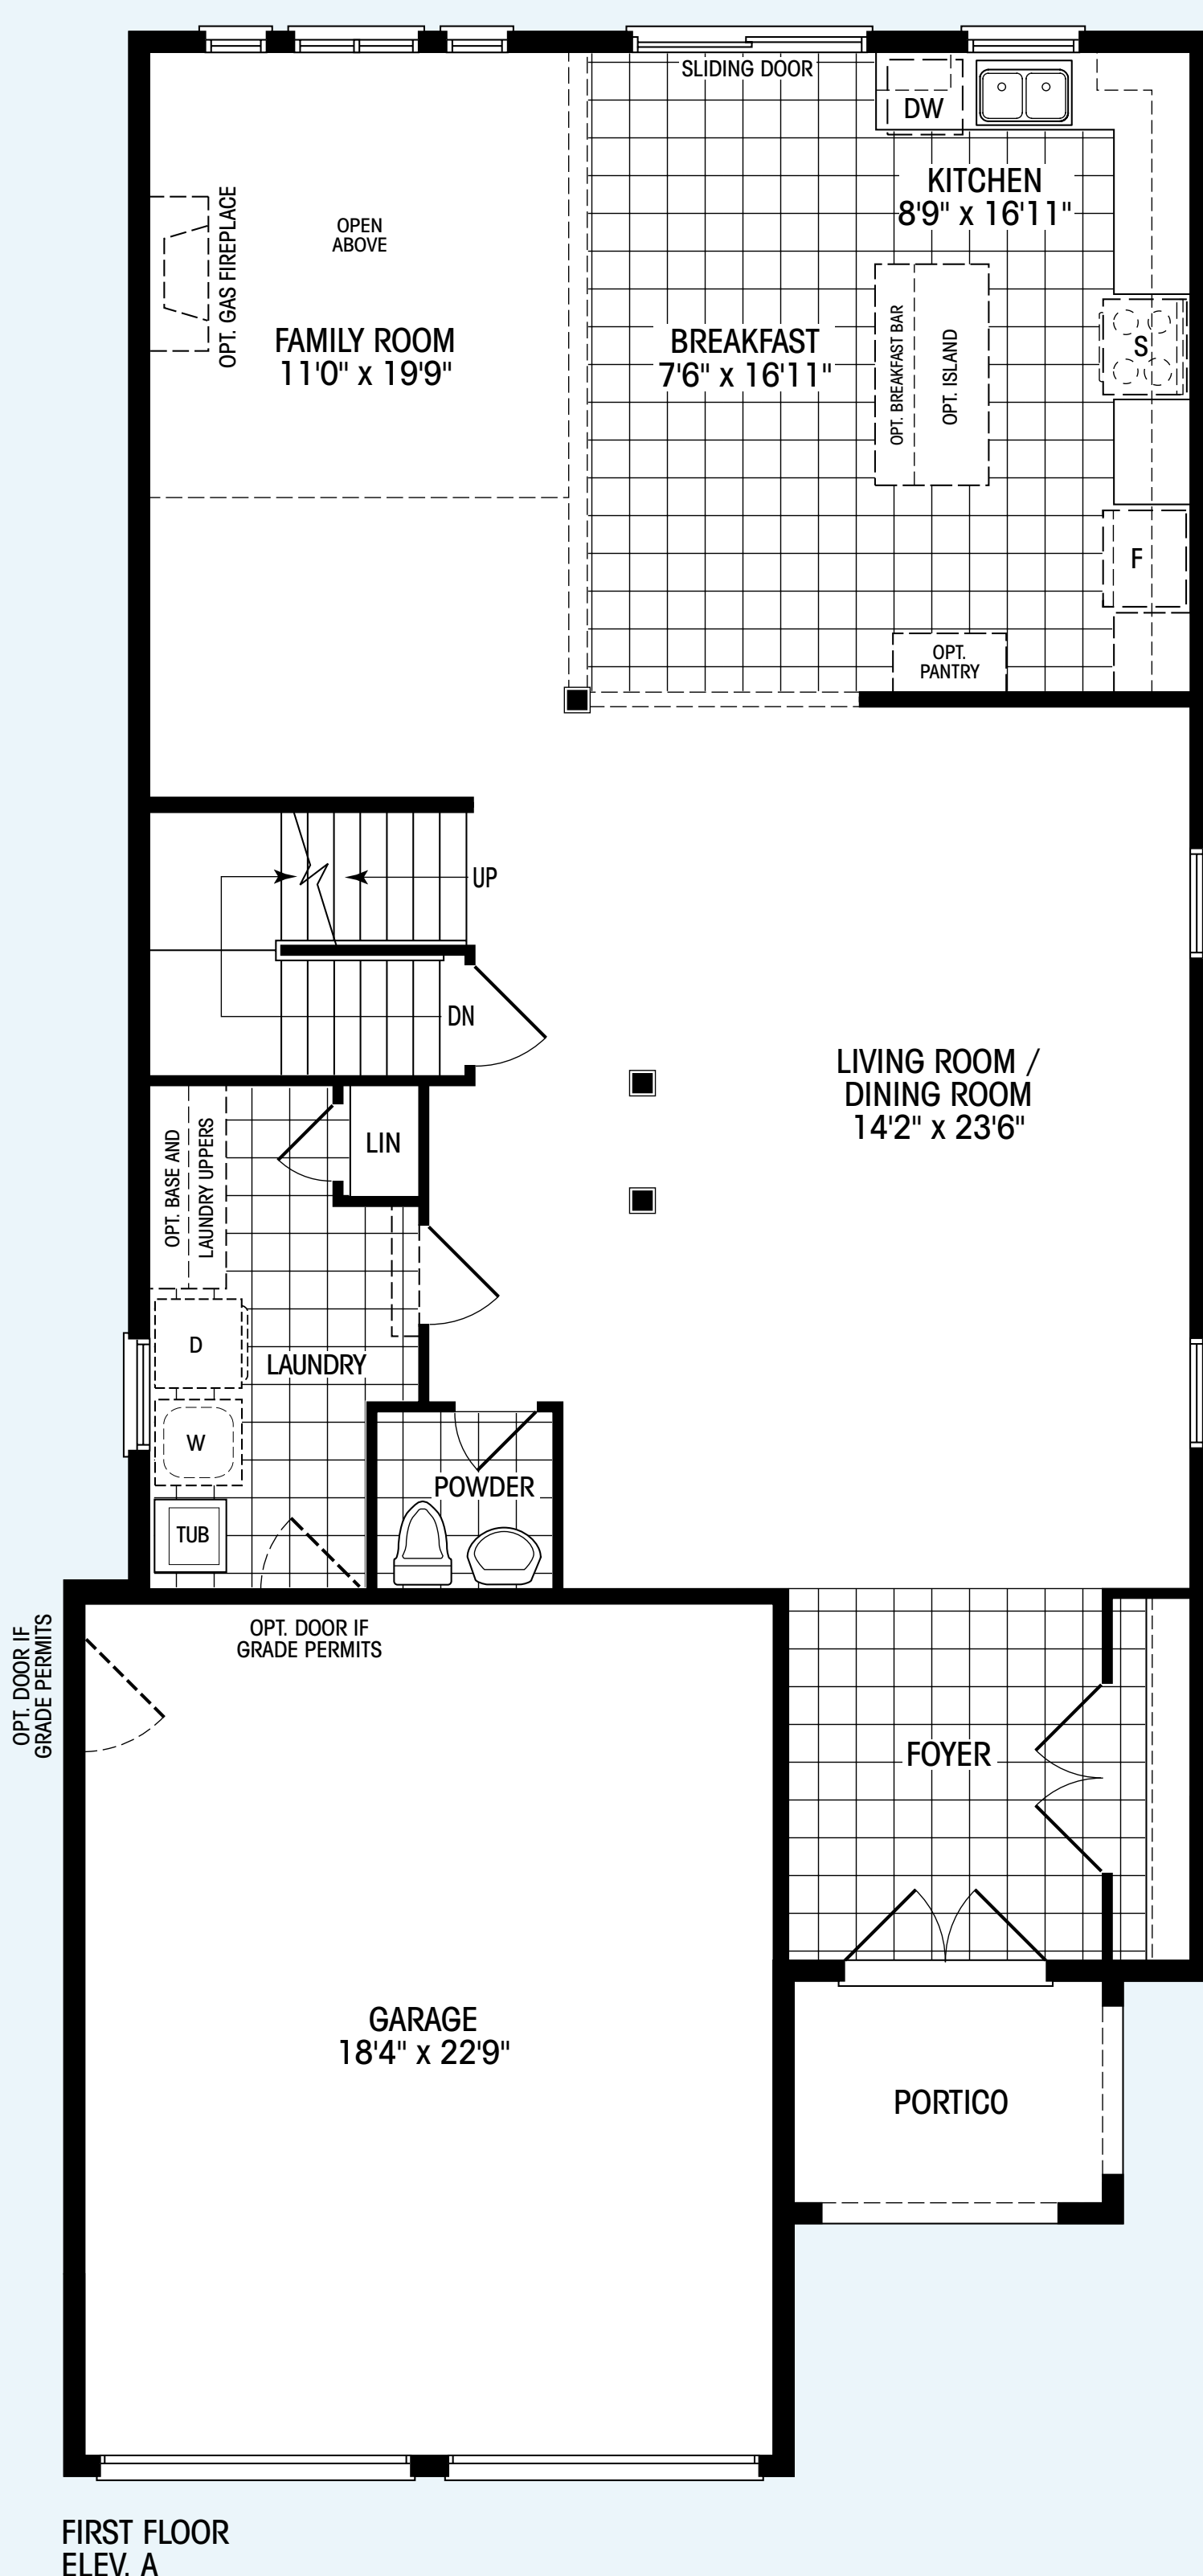 SLIDING DOOR
DW
KITCHEN
8'9" x 16'11"
OPT. GAS FIREPLACE
OPEN
ABOVE
FAMILY ROOM
11'0" x 19'9"
BREAKFAST
7'6" x 16'11"
OPT. BREAKFAST BAR
OPT. ISLAND
S
F
OPT.
PANTRY
UP
DN
LIVING ROOM /
DINING ROOM
14'2" x 23'6"
LIN
OPT. BASE AND
LAUNDRY UPPERS
D
LAUNDRY
W
POWDER
TUB
OPT. DOOR IF
GRADE PERMITS
OPT. DOOR IF
GRADE PERMITS
FOYER
GARAGE
18'4" x 22'9"
PORTICO
FIRST FLOOR
ELEV. A